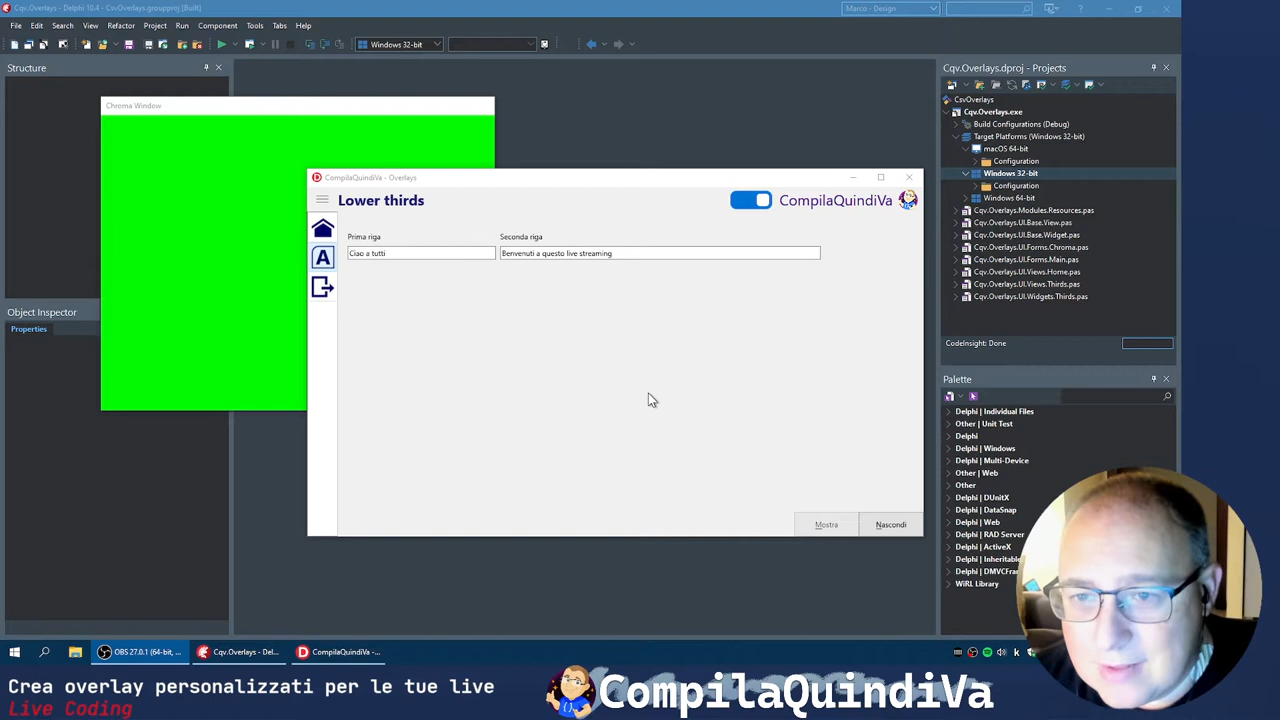 Cqv.Overlays - Delphi 10.4 - CsvOverlays.groupproj [Built]
Marco - Design
File Edit Search View Refactor Project Run Component Tools Tabs Help
Windows 32-bit
Structure
Object Inspector
Properties
Chroma Window
CompilaQuindiVa - Overlays
Lower thirds
CompilaQuindiVa
Prima riga
Seconda riga
Ciao a tutti
Benvenuti a questo live streaming
A
Mostra
Nascondi
Cqv.Overlays.dproj - Projects
CsvOverlays
Cqv.Overlays.exe
Build Configurations (Debug)
Target Platforms (Windows 32-bit)
macOS 64-bit
Configuration
Windows 32-bit
Configuration
Windows 64-bit
Cqv.Overlays.Modules.Resources.pas
Cqv.Overlays.UI.Base.View.pas
Cqv.Overlays.UI.Base.Widget.pas
Cqv.Overlays.UI.Forms.Chroma.pas
Cqv.Overlays.UI.Forms.Main.pas
Cqv.Overlays.UI.Views.Home.pas
Cqv.Overlays.UI.Views.Thirds.pas
Cqv.Overlays.UI.Widgets.Thirds.pas
CodeInsight: Done
Palette
Delphi | Individual Files
Other | Unit Test
Delphi
Delphi | Windows
Delphi | Multi-Device
Other | Web
Other
Delphi | DUnitX
Delphi | DataSnap
Delphi | Web
Delphi | RAD Server
Delphi | ActiveX
Delphi | Inheritable
Delphi | DMVCFra
WiRL Library
OBS 27.0.1 (64-bit, ...
Cqv.Overlays - Del...
CompilaQuindiVa -...
Crea overlay personalizzati per le tue live
Live Coding
CompilaQuindiVa